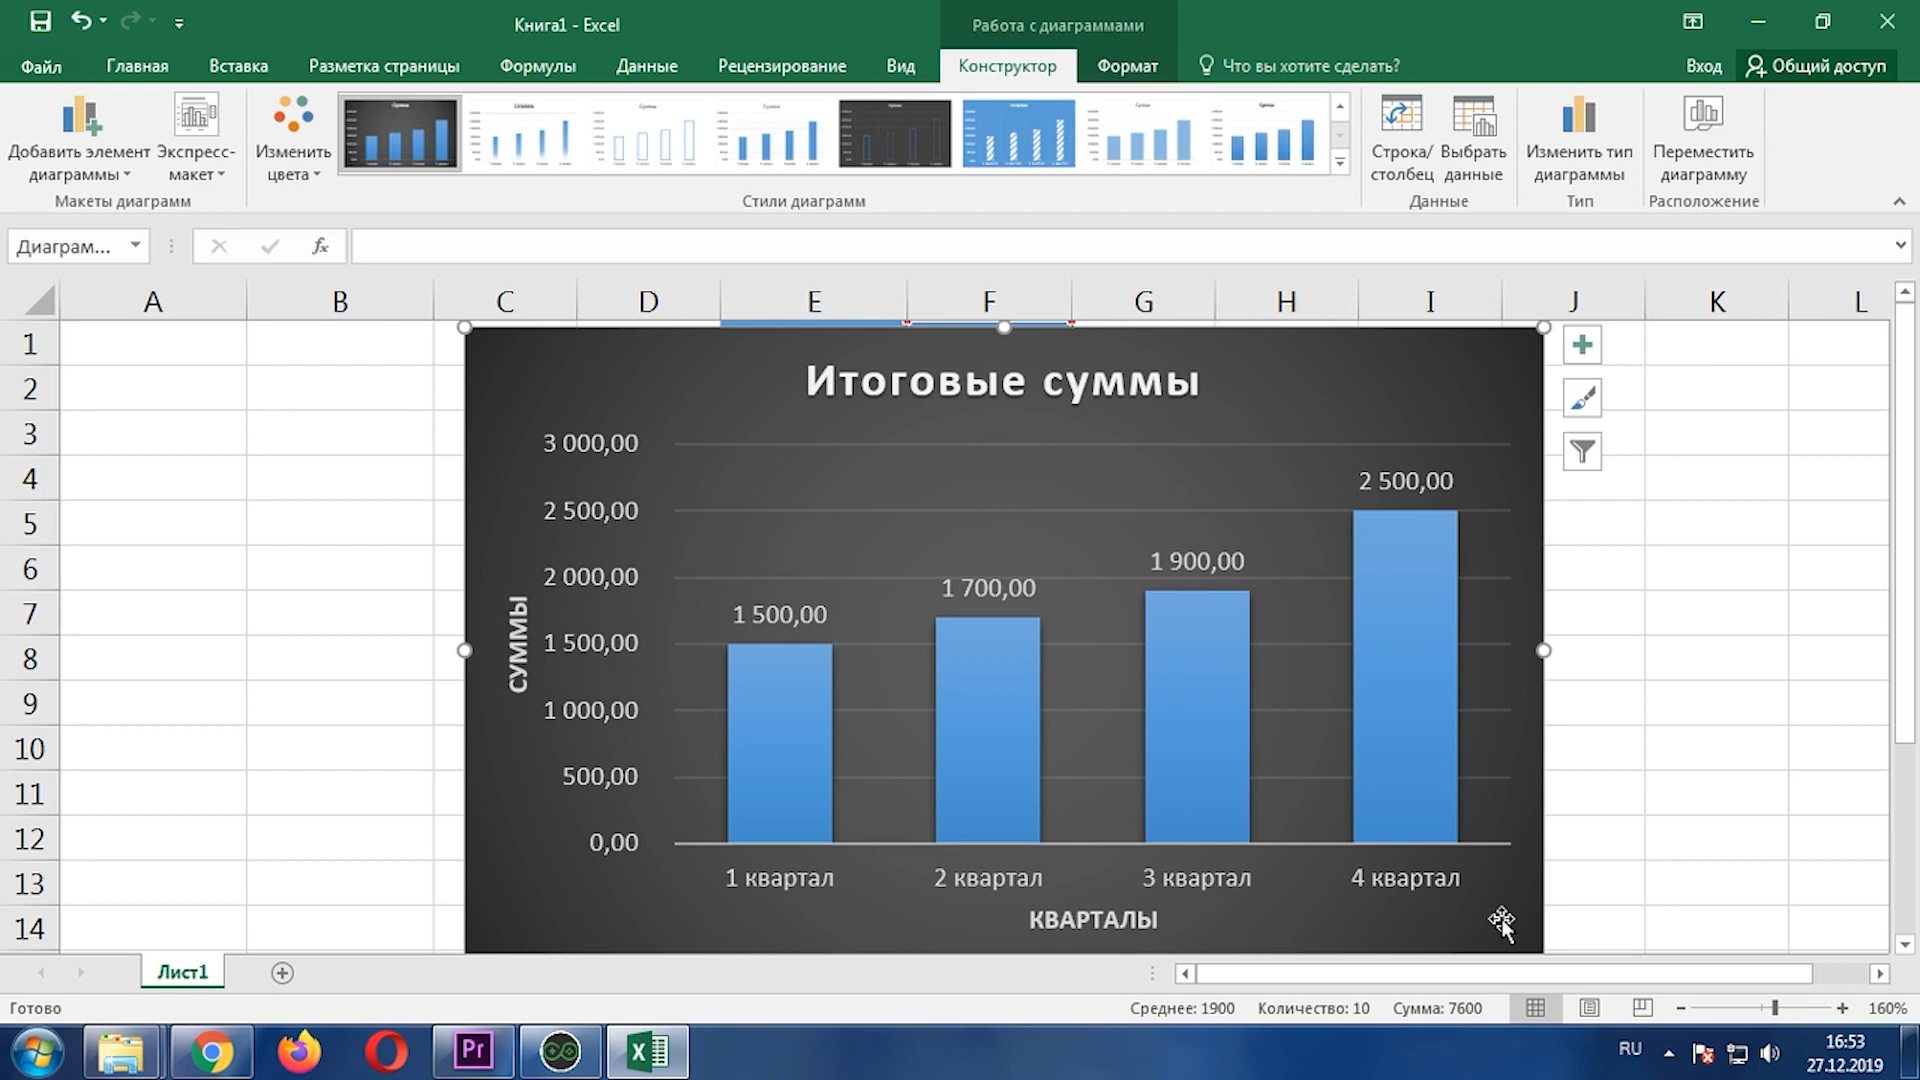 Книга1 - Excel
Работа с диаграммами
Файл
Главная
Вставка
Разметка страницы
Формулы
Данные
Рецензирование
Вид
Конструктор
Формат
Что вы хотите сделать?
Вход
Общий доступ
Добавить элемент
диаграммы
Экспресс-
макет
Изменить
цвета
Строка/
столбец
Выбрать
данные
Изменить тип
диаграммы
Переместить
диаграмму
Макеты диаграмм
Стили диаграмм
Данные
Тип
Расположение
Диаграм...
fx
A B C D E F G H I J K L
1
2
3
4
5
6
7
8
9
10
11
12
13
14
Итоговые суммы
3 000,00
2 500,00
2 000,00
1 500,00
1 000,00
500,00
0,00
СУММЫ
1 500,00
1 700,00
1 900,00
2 500,00
1 квартал
2 квартал
3 квартал
4 квартал
КВАРТАЛЫ
Лист1
Готово
Среднее: 1900
Количество: 10
Сумма: 7600
160%
Pr
RU
16:53
27.12.2019